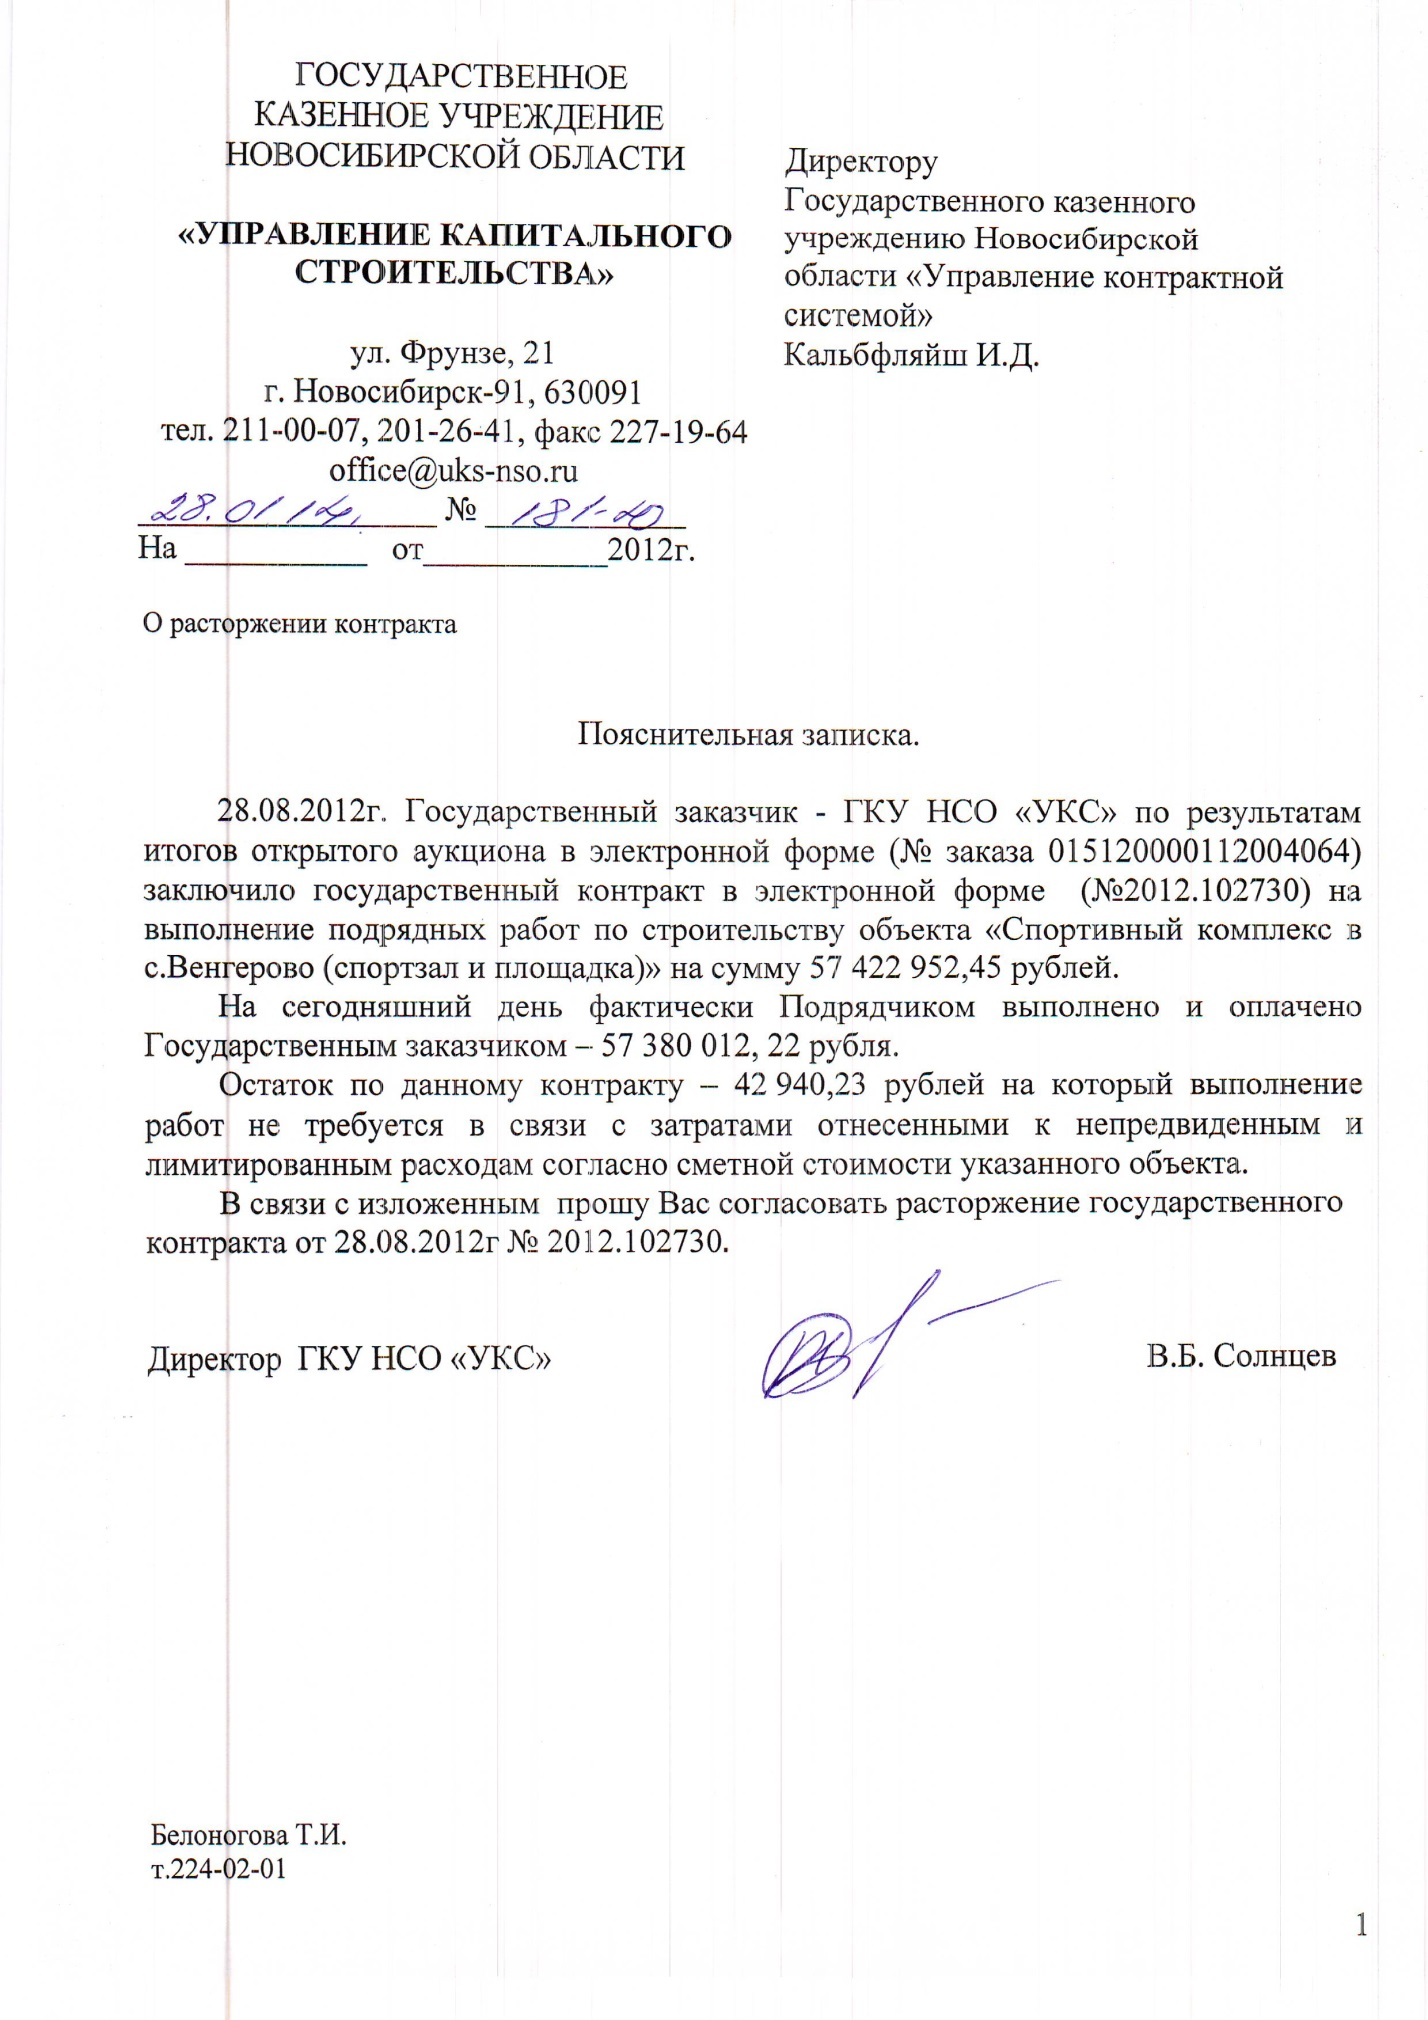 ГОСУДАРСТВЕННОЕ
КАЗЕННОЕ УЧРЕЖДЕНИЕ
НОВОСИБИРСКОЙ ОБЛАСТИ
«УПРАВЛЕНИЕ КАПИТАЛЬНОГО
СТРОИТЕЛЬСТВА»
ул. Фрунзе, 21
г. Новосибирск-91, 630091
тел. 211-00-07, 201-26-41, факс 227-19-64
office@uks-nso.ru
28.01 14. № 181-20
На ____________ от____________2012г.
Директору
Государственного казенного
учреждению Новосибирской
области «Управление контрактной
системой»
Кальбфляйш И.Д.
О расторжении контракта
Пояснительная записка.
28.08.2012г. Государственный заказчик - ГКУ НСО «УКС» по результатам
итогов открытого аукциона в электронной форме (№ заказа 015120000112004064)
заключило государственный контракт в электронной форме (№2012.102730) на
выполнение подрядных работ по строительству объекта «Спортивный комплекс в
с.Венгерово (спортзал и площадка)» на сумму 57 422 952,45 рублей.
На сегодняшний день фактически Подрядчиком выполнено и оплачено
Государственным заказчиком – 57 380 012, 22 рубля.
Остаток по данному контракту – 42 940,23 рублей на который выполнение
работ не требуется в связи с затратами отнесенными к непредвиденным и
лимитированным расходам согласно сметной стоимости указанного объекта.
В связи с изложенным прошу Вас согласовать расторжение государственного
контракта от 28.08.2012г № 2012.102730.
Директор ГКУ НСО «УКС» В.Б. Солнцев
Белоногова Т.И.
т.224-02-01
1